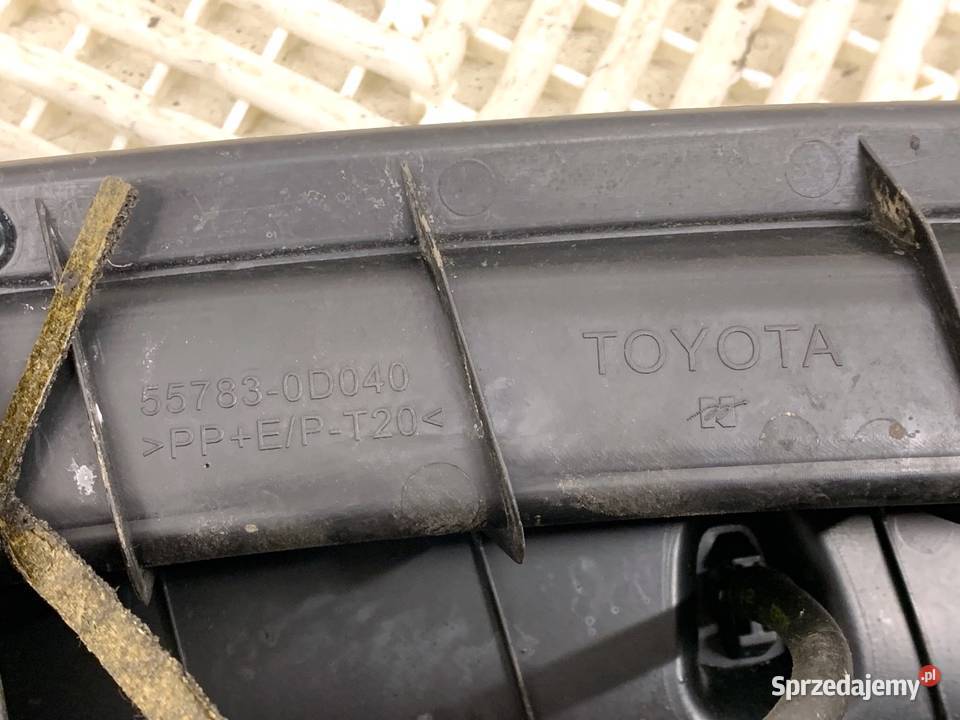 TOYOTA
55783-0D040
>PP+E/P-T20<
Sprzedajemy.pl